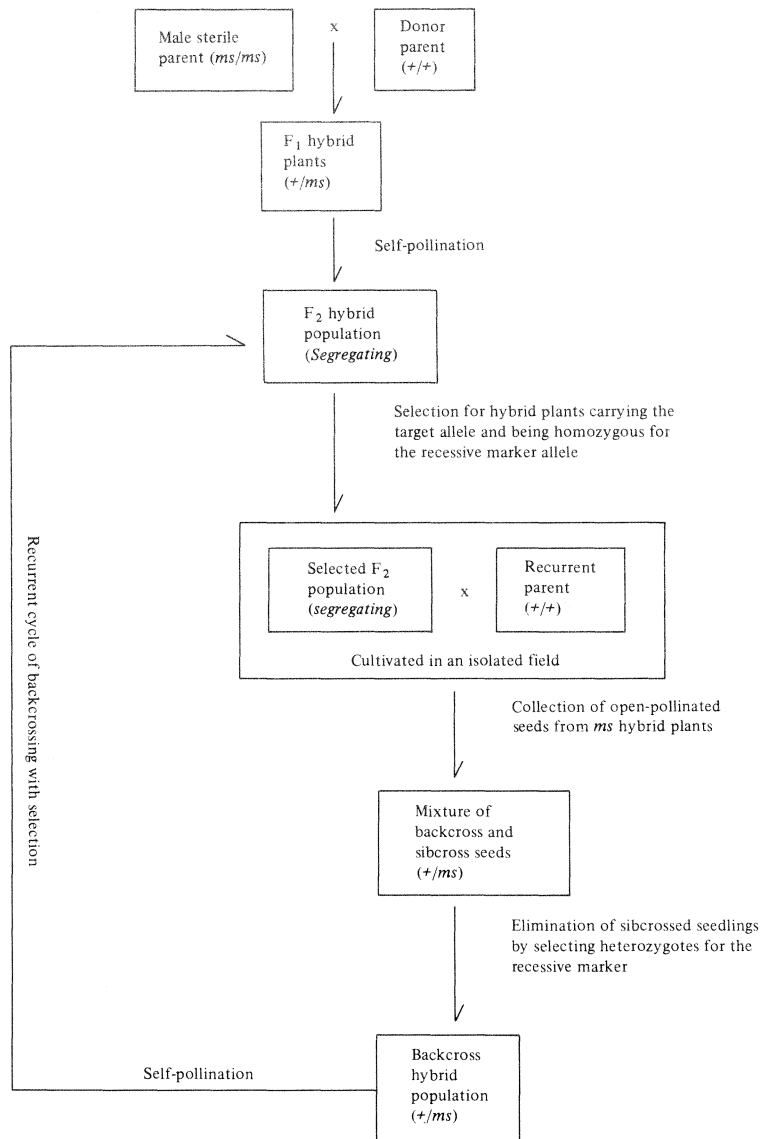 Male sterile
parent (ms/ms)
x
Donor
parent
(+/+)
F1 hybrid
plants
(+/ms)
Self-pollination
F2 hybrid
population
(Segregating)
Selection for hybrid plants carrying the
target allele and being homozygous for
the recessive marker allele
Recurrent cycle of backcrossing with selection
Selected F2
population
(segregating)
x
Recurrent
parent
(+/+)
Cultivated in an isolated field
Collection of open-pollinated
seeds from ms hybrid plants
Mixture of
backcross and
sibcross seeds
(+/ms)
Elimination of sibcrossed seedlings
by selecting heterozygotes for the
recessive marker
Self-pollination
Backcross
hybrid
population
(+/ms)